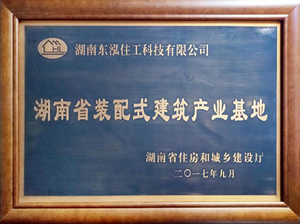 湖南东泓住工科技有限公司
湖南省装配式建筑产业基地
湖南省住房和城乡建设厅
二〇一七年九月